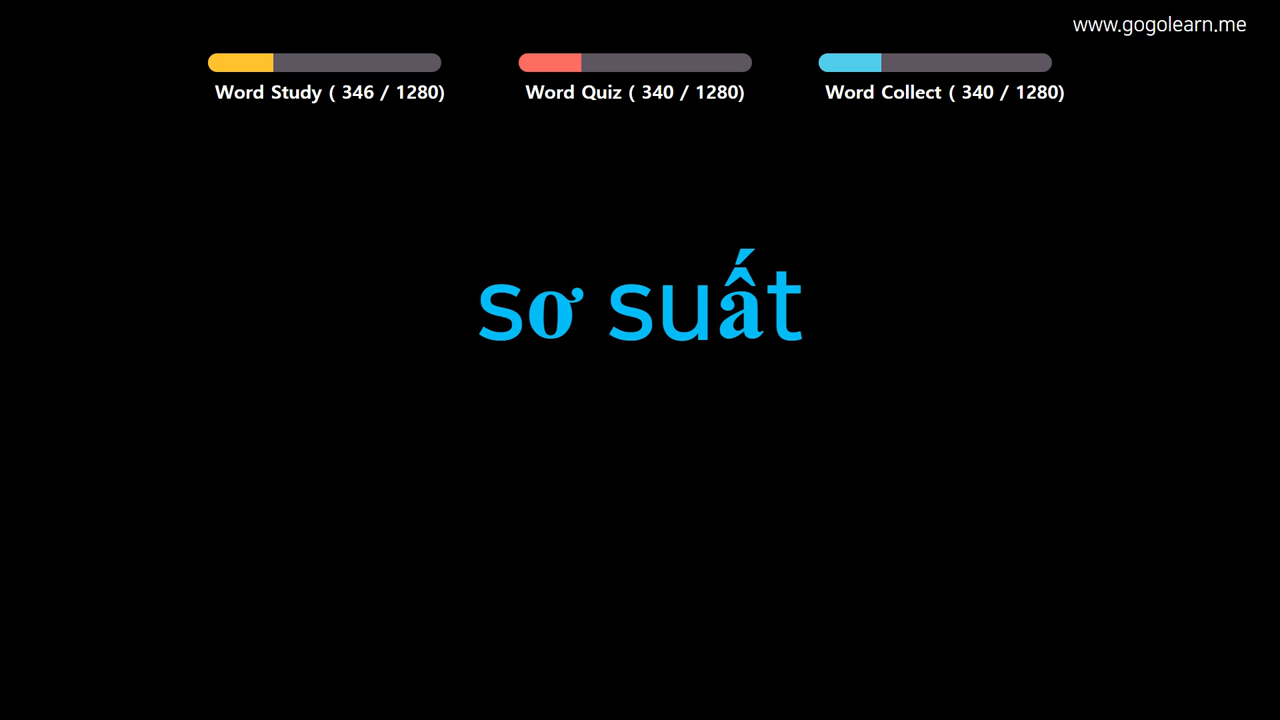 www.gogolearn.me
Word Study ( 346 / 1280)
Word Quiz ( 340 / 1280)
Word Collect ( 340 / 1280)
sơ suất